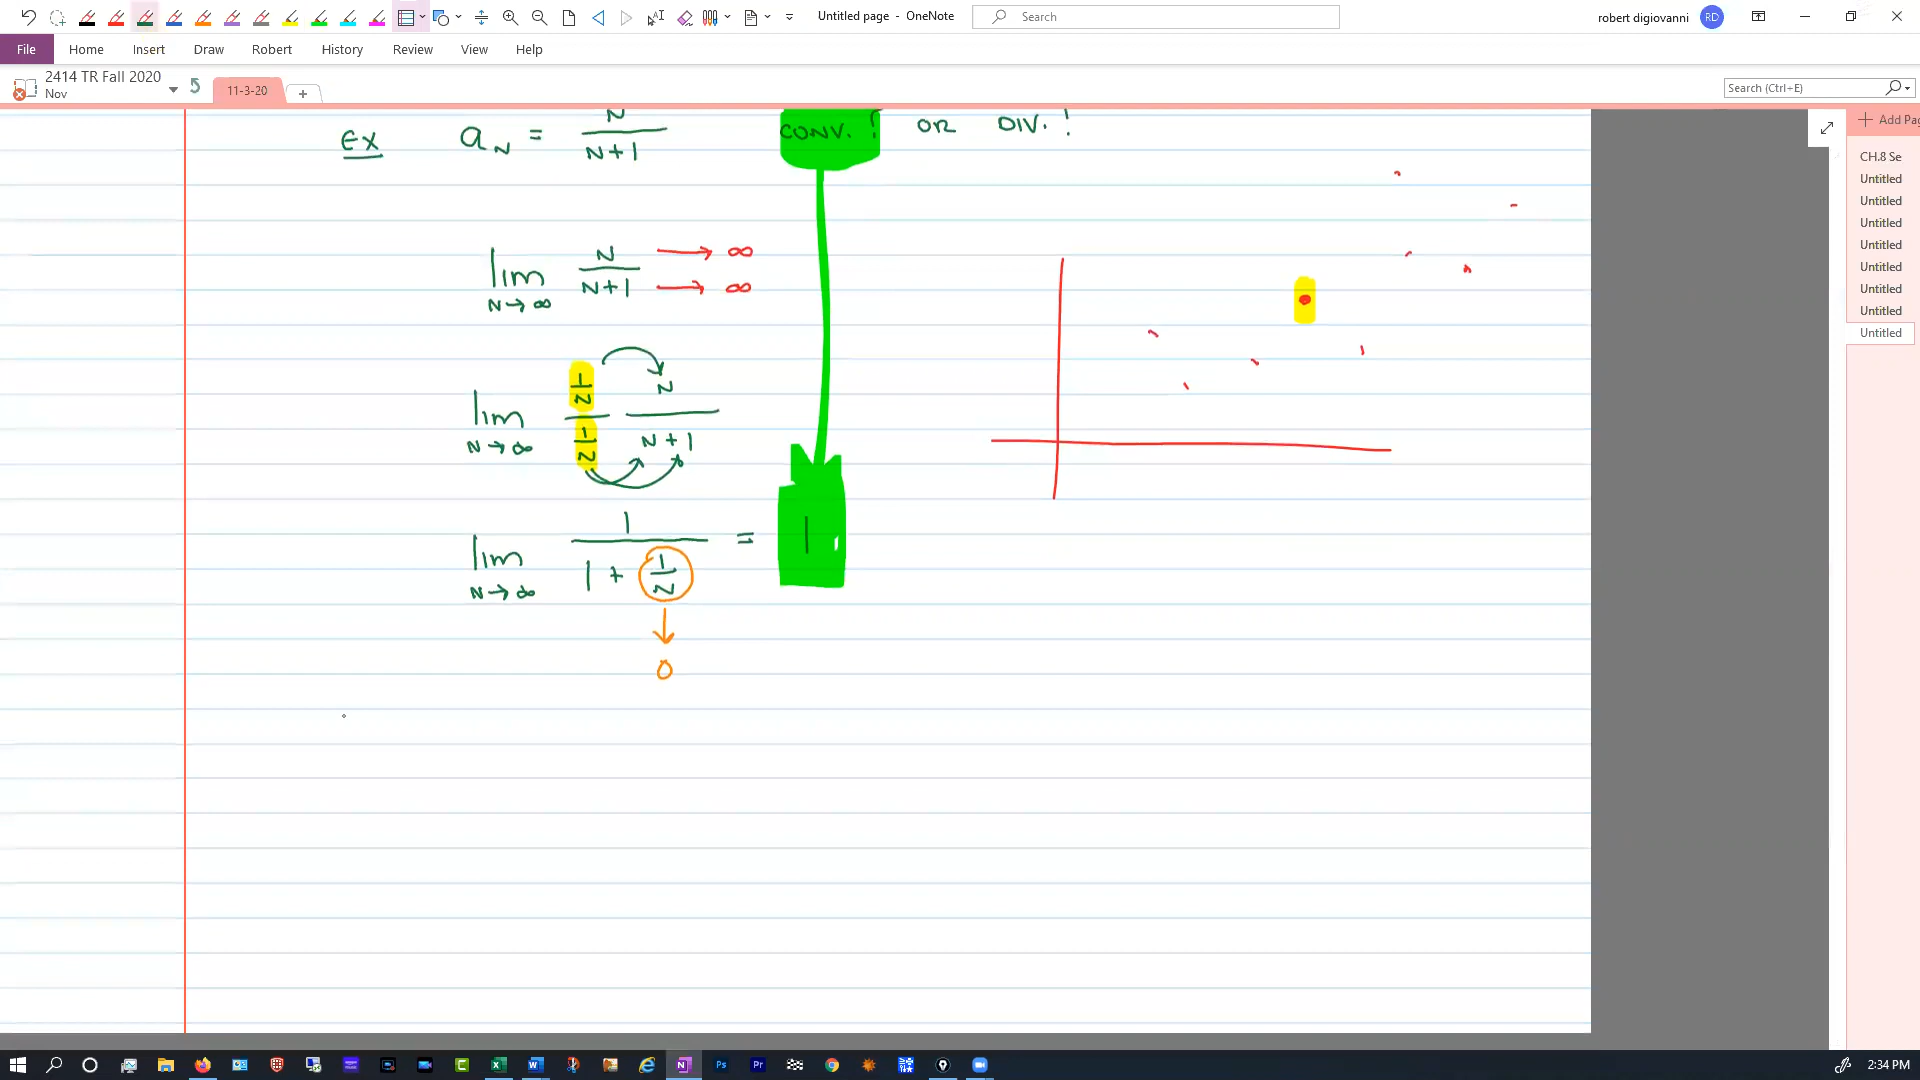 Untitled page - OneNote
Search
robert digiovanni
RD
File Home Insert Draw Robert History Review View Help
2414 TR Fall 2020
Nov
11-3-20
Search (Ctrl+E)
Add Pag
CH.8 Se
Untitled
Untitled
Untitled
Untitled
Untitled
Untitled
Untitled
Untitled
EX a_N = N/(N+1) CONV. ! OR DIV. !
lim N→∞ N/(N+1) → ∞ → ∞
lim N→∞ (1/N)/(1/N) N/(N+1)
lim N→∞ 1/(1 + 1/N) = 1
↓
0
2:34 PM